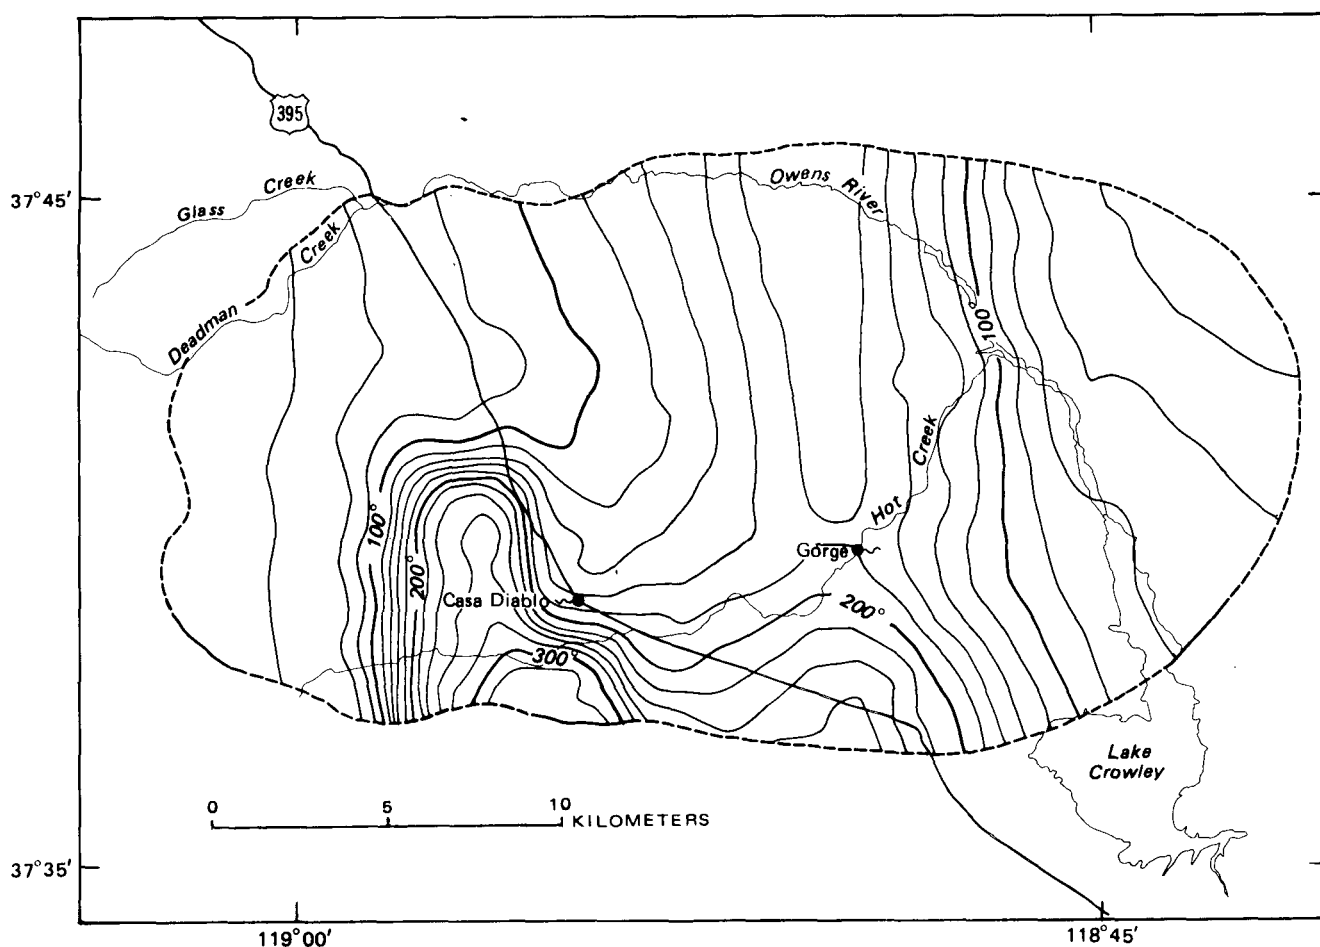 395
37°45'
Glass Creek
Deadman Creek
Owens River
100°
Hot Creek
100°
200°
Gorge
Casa Diablo
200°
300°
Lake
Crowley
0 5 10
KILOMETERS
37°35'
119°00' 118°45'